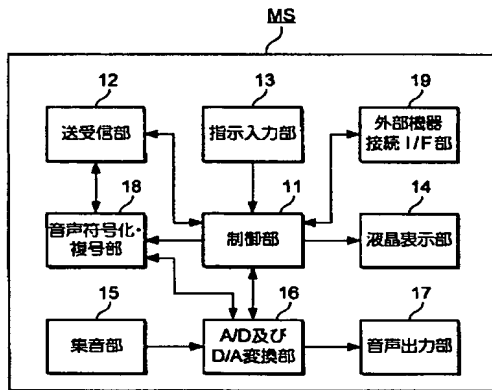 MS
12
送受信部
13
指示入力部
19
外部機器
接続I/F部
18
音声符号化・
複号部
11
制御部
14
液晶表示部
15
集音部
16
A/D及び
D/A変換部
17
音声出力部